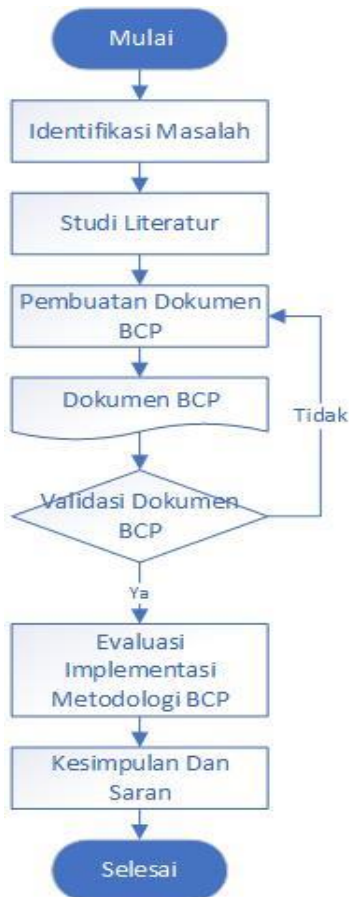 Mulai
Identifikasi Masalah
Studi Literatur
Pembuatan Dokumen
BCP
Dokumen BCP
Tidak
Validasi Dokumen
BCP
Ya
Evaluasi
Implementasi
Metodologi BCP
Kesimpulan Dan
Saran
Selesai